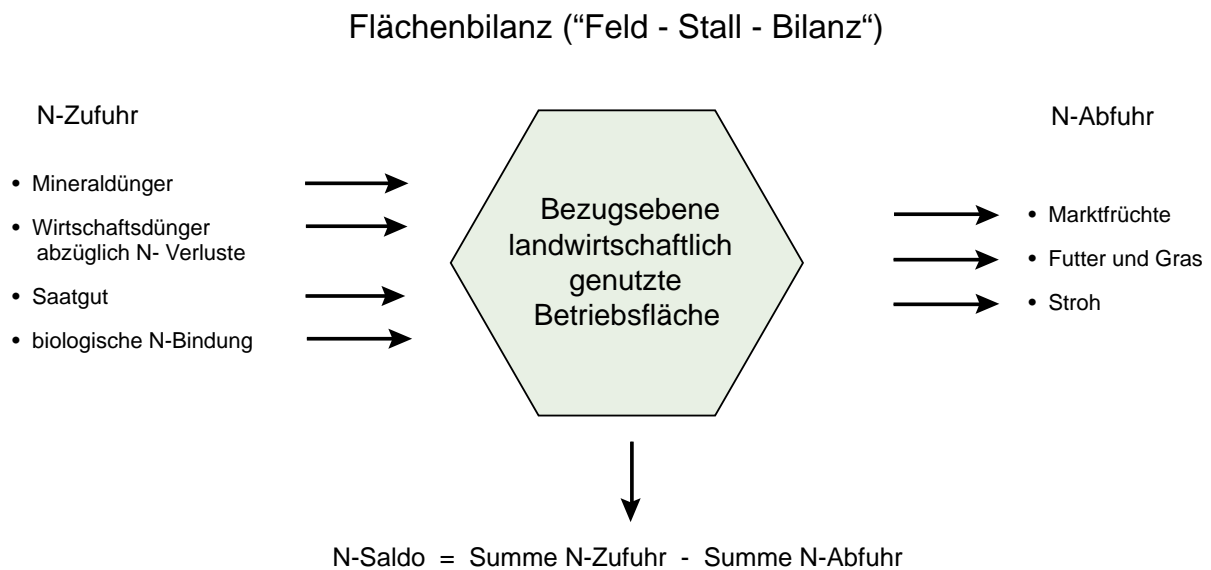 Flächenbilanz (“Feld - Stall - Bilanz“)
N-Zufuhr
• Mineraldünger
• Wirtschaftsdünger
abzüglich N- Verluste
• Saatgut
• biologische N-Bindung
Bezugsebene
landwirtschaftlich
genutzte
Betriebsfläche
N-Abfuhr
• Marktfrüchte
• Futter und Gras
• Stroh
N-Saldo = Summe N-Zufuhr - Summe N-Abfuhr